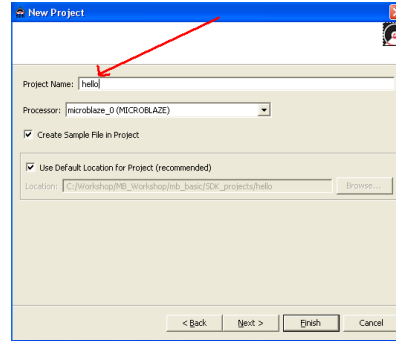 New Project
Project Name: hello
Processor: microblaze_0 (MICROBLAZE)
Create Sample File in Project
Use Default Location for Project (recommended)
Location: C:/Workshop/MB_Workshop/mb_basic/SDK_projects/hello Browse...
< Back Next > Finish Cancel